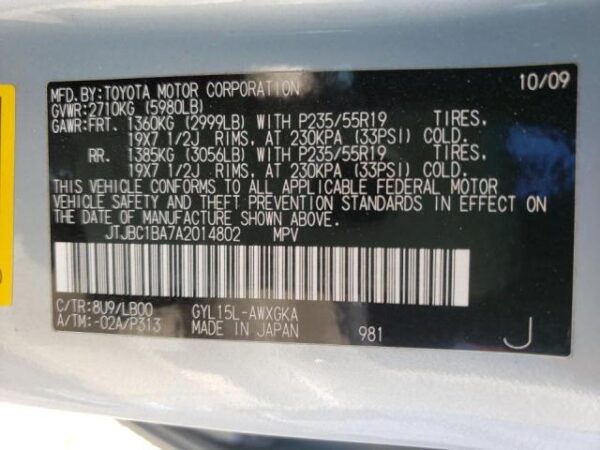 MFD.BY:TOYOTA MOTOR CORPORATION 10/09
GVWR:2710KG (5980LB)
GAWR:FRT. 1360KG (2999LB) WITH P235/55R19 TIRES.
19X7 1/2J RIMS. AT 230KPA (33PSI) COLD.
RR. 1385KG (3056LB) WITH P235/55R19 TIRES.
19X7 1/2J RIMS. AT 230KPA (33PSI) COLD.
THIS VEHICLE CONFORMS TO ALL APPLICABLE FEDERAL MOTOR
VEHICLE SAFETY AND THEFT PREVENTION STANDARDS IN EFFECT ON
THE DATE OF MANUFACTURE SHOWN ABOVE.
JTJBC1BA7A2014802 MPV
C/TR:8U9/LB00 GYL15L-AWXGKA
A/TM:-02A/P313 MADE IN JAPAN 981 J